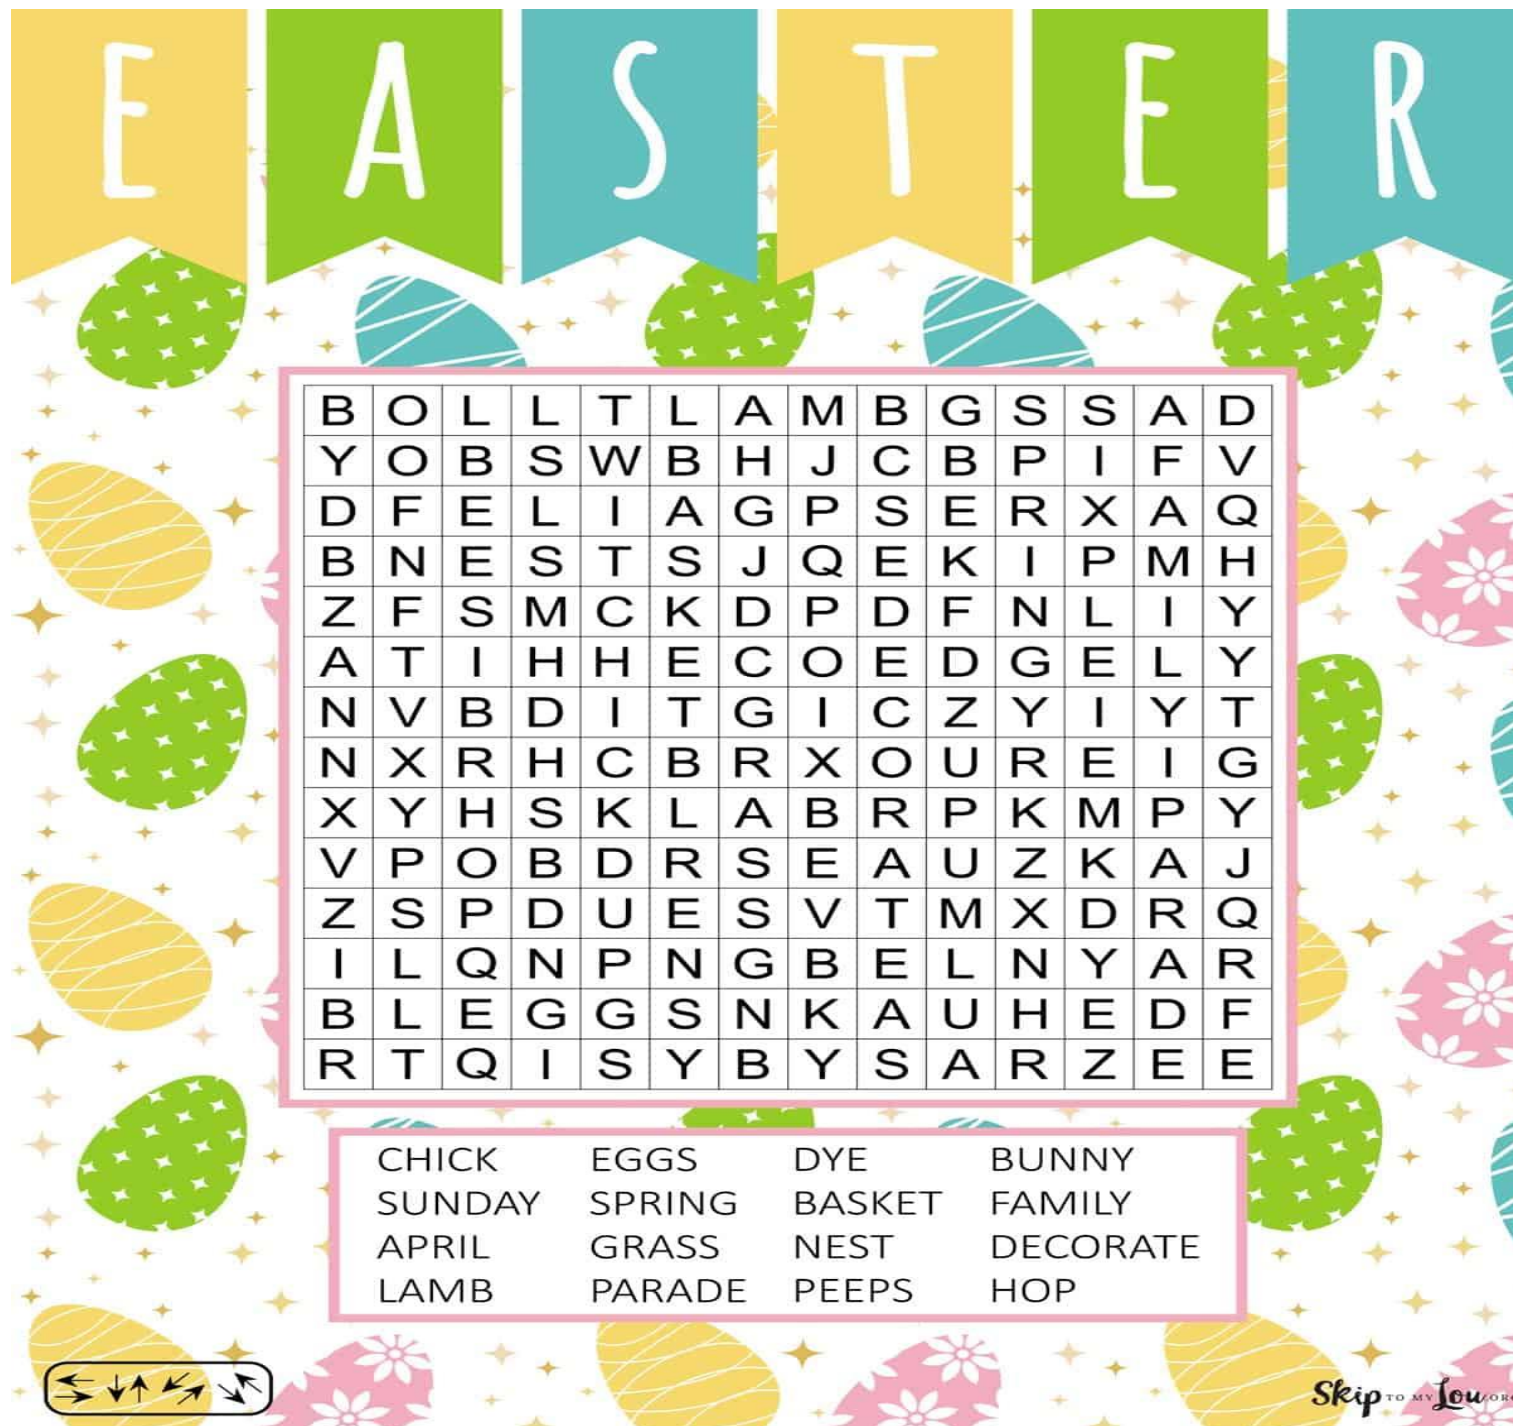 EASTER
B O L L T L A M B G S S A D
Y O B S W B H J C B P I F V
D F E L I A G P S E R X A Q
B N E S T S J Q E K I P M H
Z F S M C K D P D F N L I Y
A T I H H E C O E D G E L Y
N V B D I T G I C Z Y I Y T
N X R H C B R X O U R E I G
X Y H S K L A B R P K M P Y
V P O B D R S E A U Z K A J
Z S P D U E S V T M X D R Q
I L Q N P N G B E L N Y A R
B L E G G S N K A U H E D F
R T Q I S Y B Y S A R Z E E
CHICK EGGS DYE BUNNY
SUNDAY SPRING BASKET FAMILY
APRIL GRASS NEST DECORATE
LAMB PARADE PEEPS HOP
Skip TO MY Lou